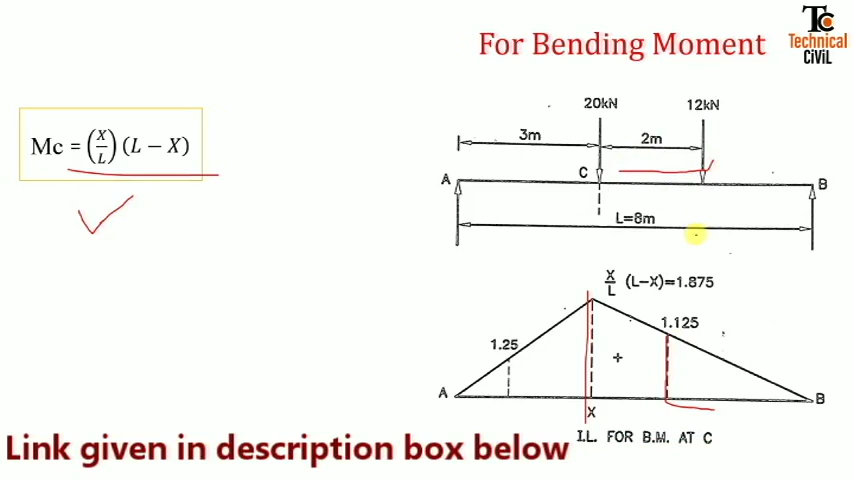 For Bending Moment
Tc
Technical
CiViL
Mc = (X/L) (L − X)
20kN 12kN
3m 2m
C
A B
L=8m
X/L (L-X)=1.875
1.25 1.125
+
A B
X
I.L. FOR B.M. AT C
Link given in description box below